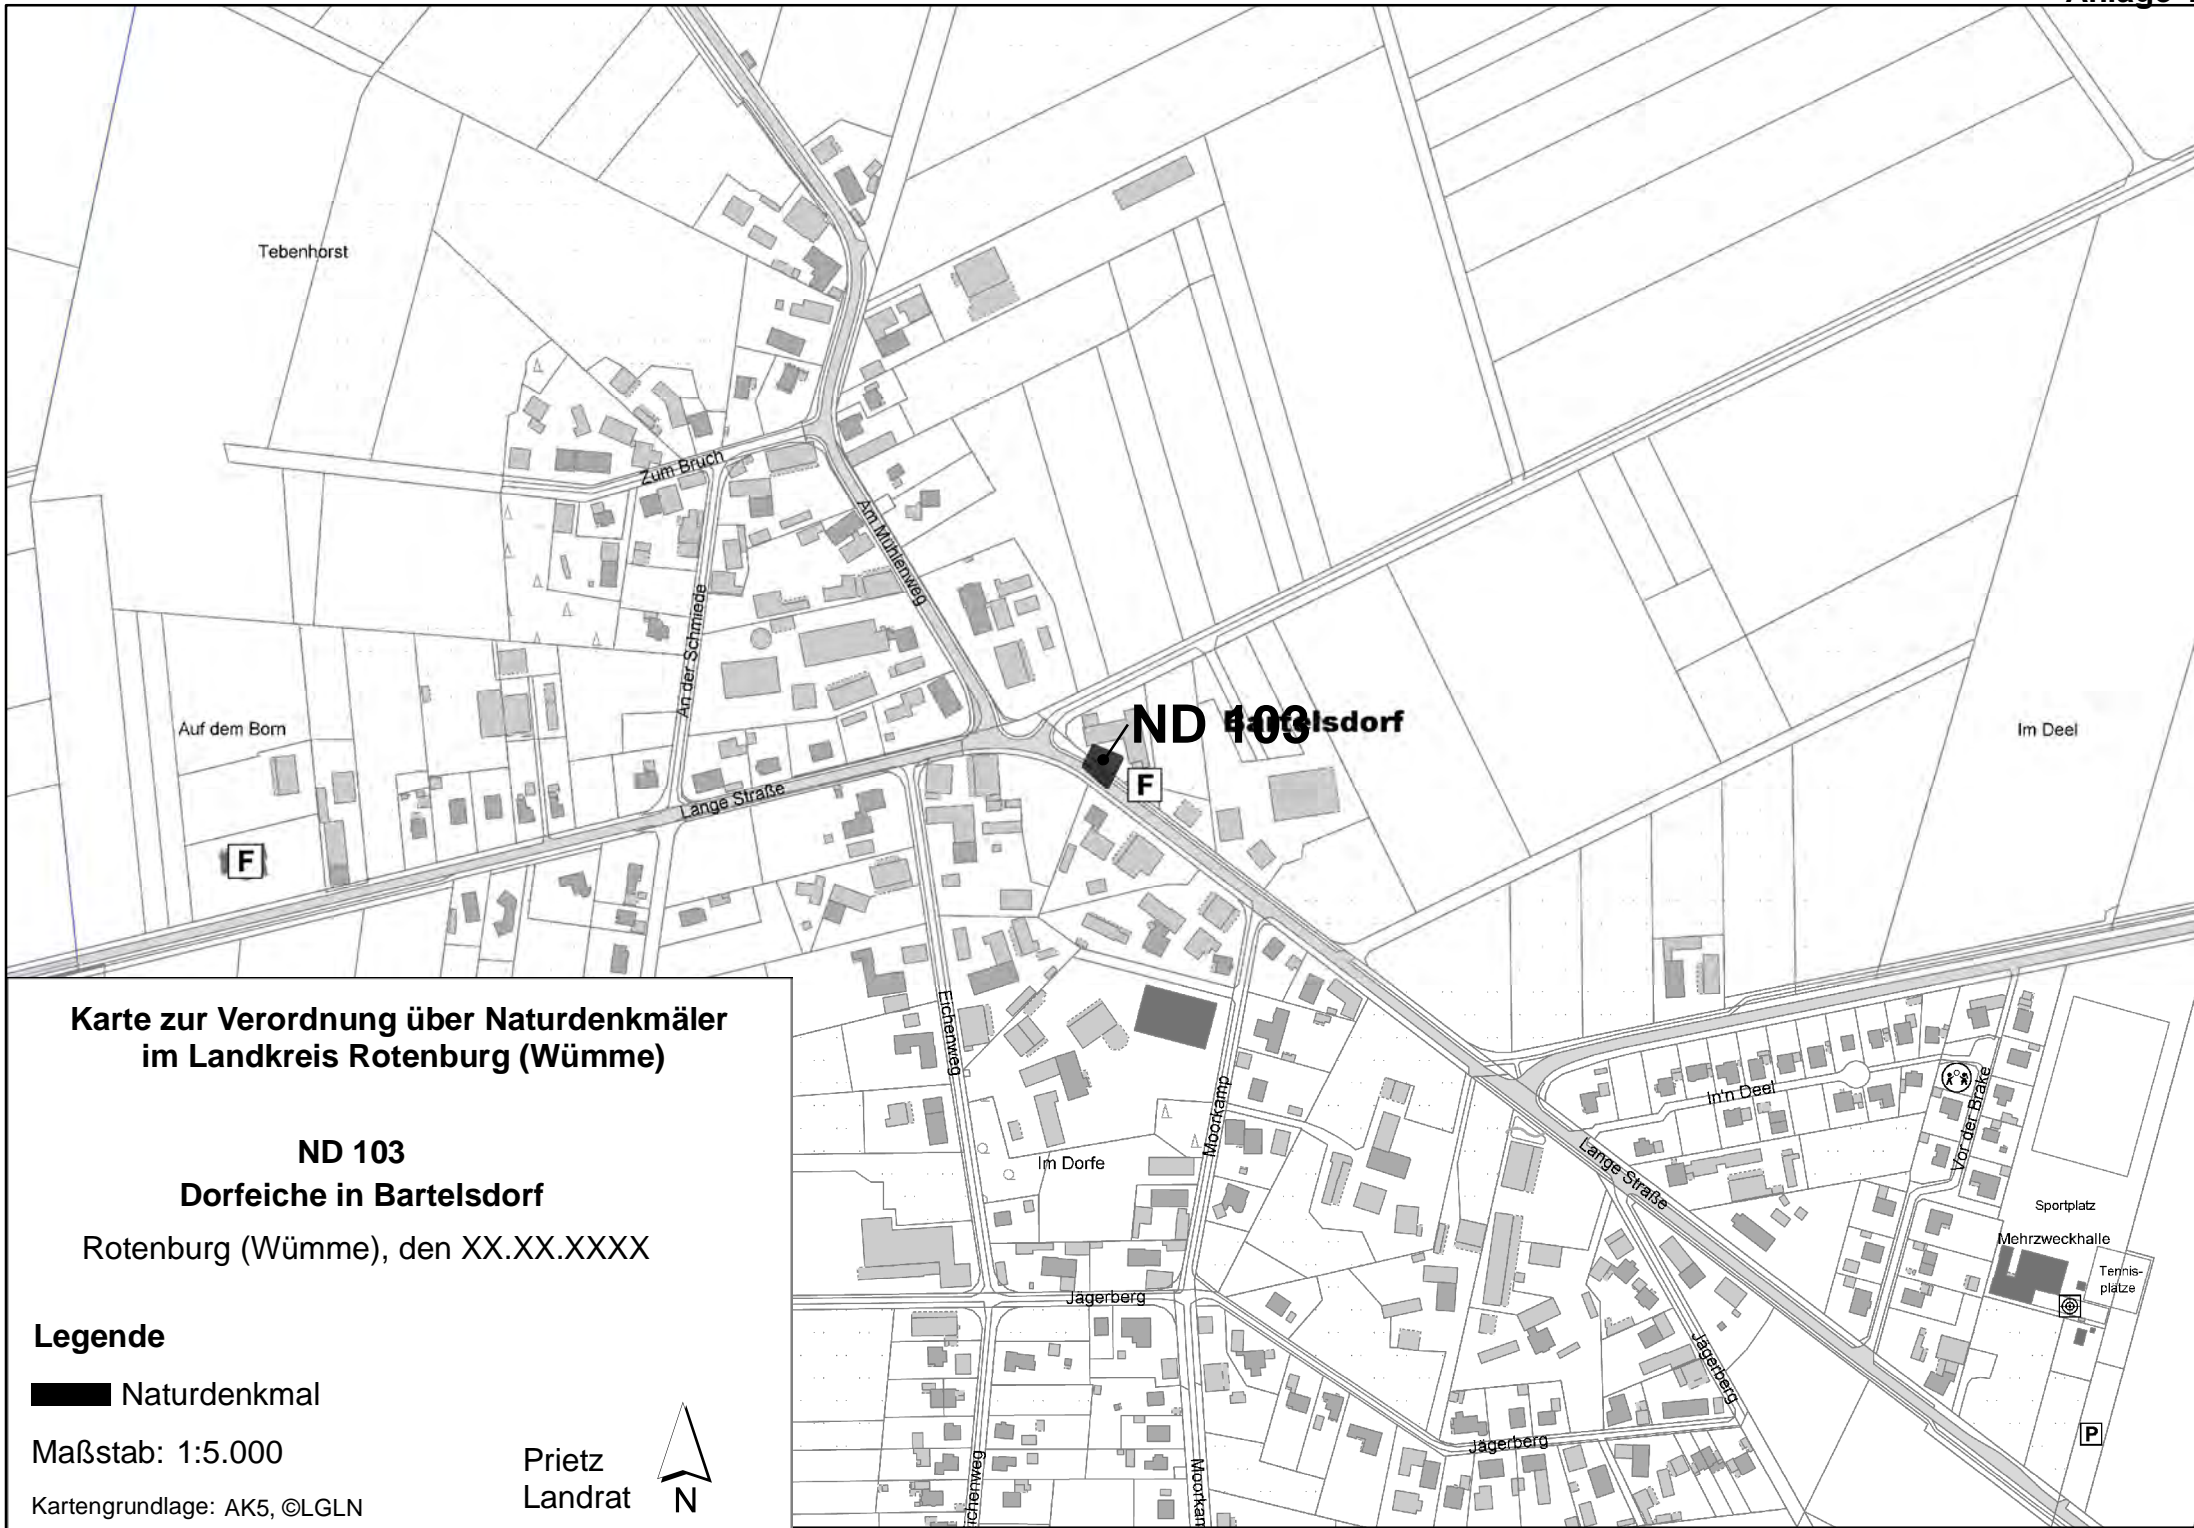 Tebenhorst
Zum Bruch
Am Mühlenweg
An der Schmiede
Auf dem Born
ND 103
Bartelsdorf
Im Deel
F
Lange Straße
F
Eichenweg
Moorkamp
In'n Deel
Vor der Brake
Im Dorfe
Lange Straße
Sportplatz
Mehrzweckhalle
Tennis-
plätze
Jägerberg
Jägerberg
Jägerberg
P
Karte zur Verordnung über Naturdenkmäler
im Landkreis Rotenburg (Wümme)
ND 103
Dorfeiche in Bartelsdorf
Rotenburg (Wümme), den XX.XX.XXXX
Legende
Naturdenkmal
Maßstab: 1:5.000
Prietz
Landrat
N
Kartengrundlage: AK5, ©LGLN